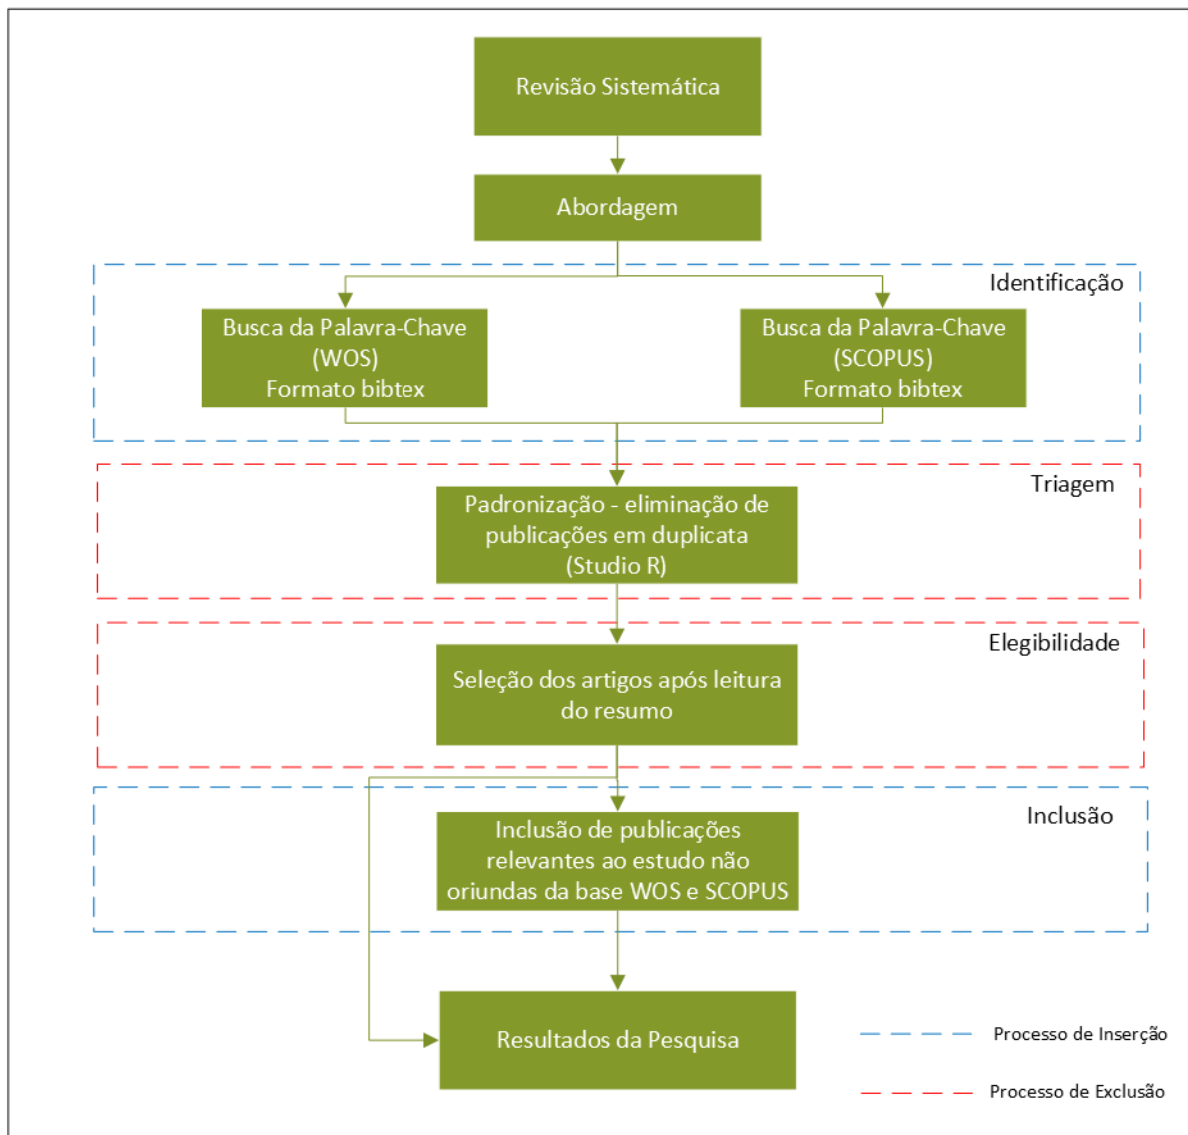 Revisão Sistemática
Abordagem
Identificação
Busca da Palavra-Chave
(WOS)
Formato bibtex
Busca da Palavra-Chave
(SCOPUS)
Formato bibtex
Triagem
Padronização - eliminação de
publicações em duplicata
(Studio R)
Elegibilidade
Seleção dos artigos após leitura
do resumo
Inclusão
Inclusão de publicações
relevantes ao estudo não
oriundas da base WOS e SCOPUS
Resultados da Pesquisa
Processo de Inserção
Processo de Exclusão